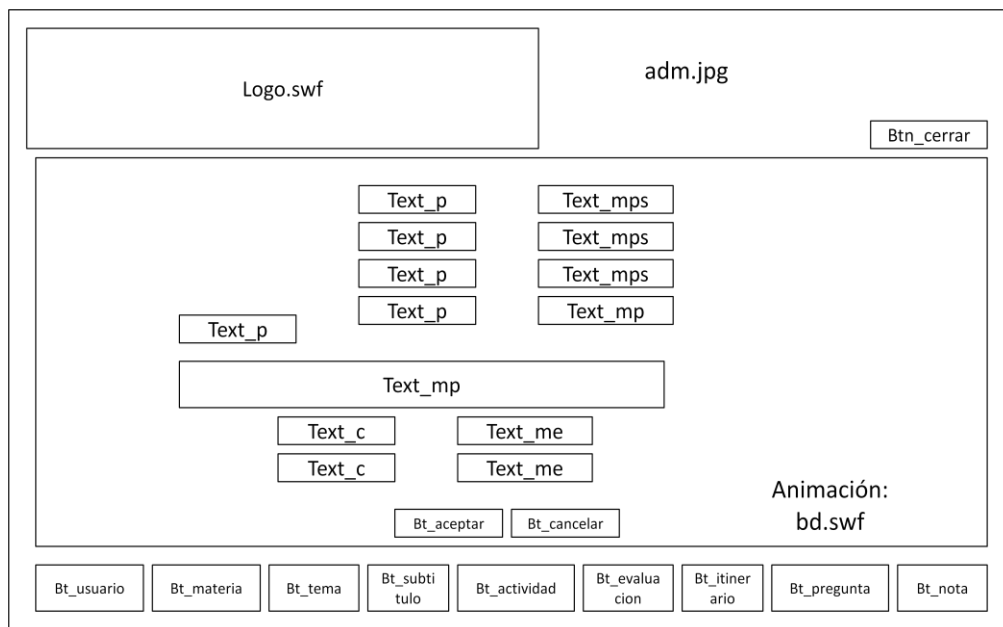 Logo.swf
adm.jpg
Btn_cerrar
Text_p
Text_mps
Text_p
Text_mps
Text_p
Text_mps
Text_p
Text_mp
Text_p
Text_mp
Text_c
Text_me
Text_c
Text_me
Animación:
bd.swf
Bt_aceptar
Bt_cancelar
Bt_usuario
Bt_materia
Bt_tema
Bt_subti
tulo
Bt_actividad
Bt_evalua
cion
Bt_itiner
ario
Bt_pregunta
Bt_nota